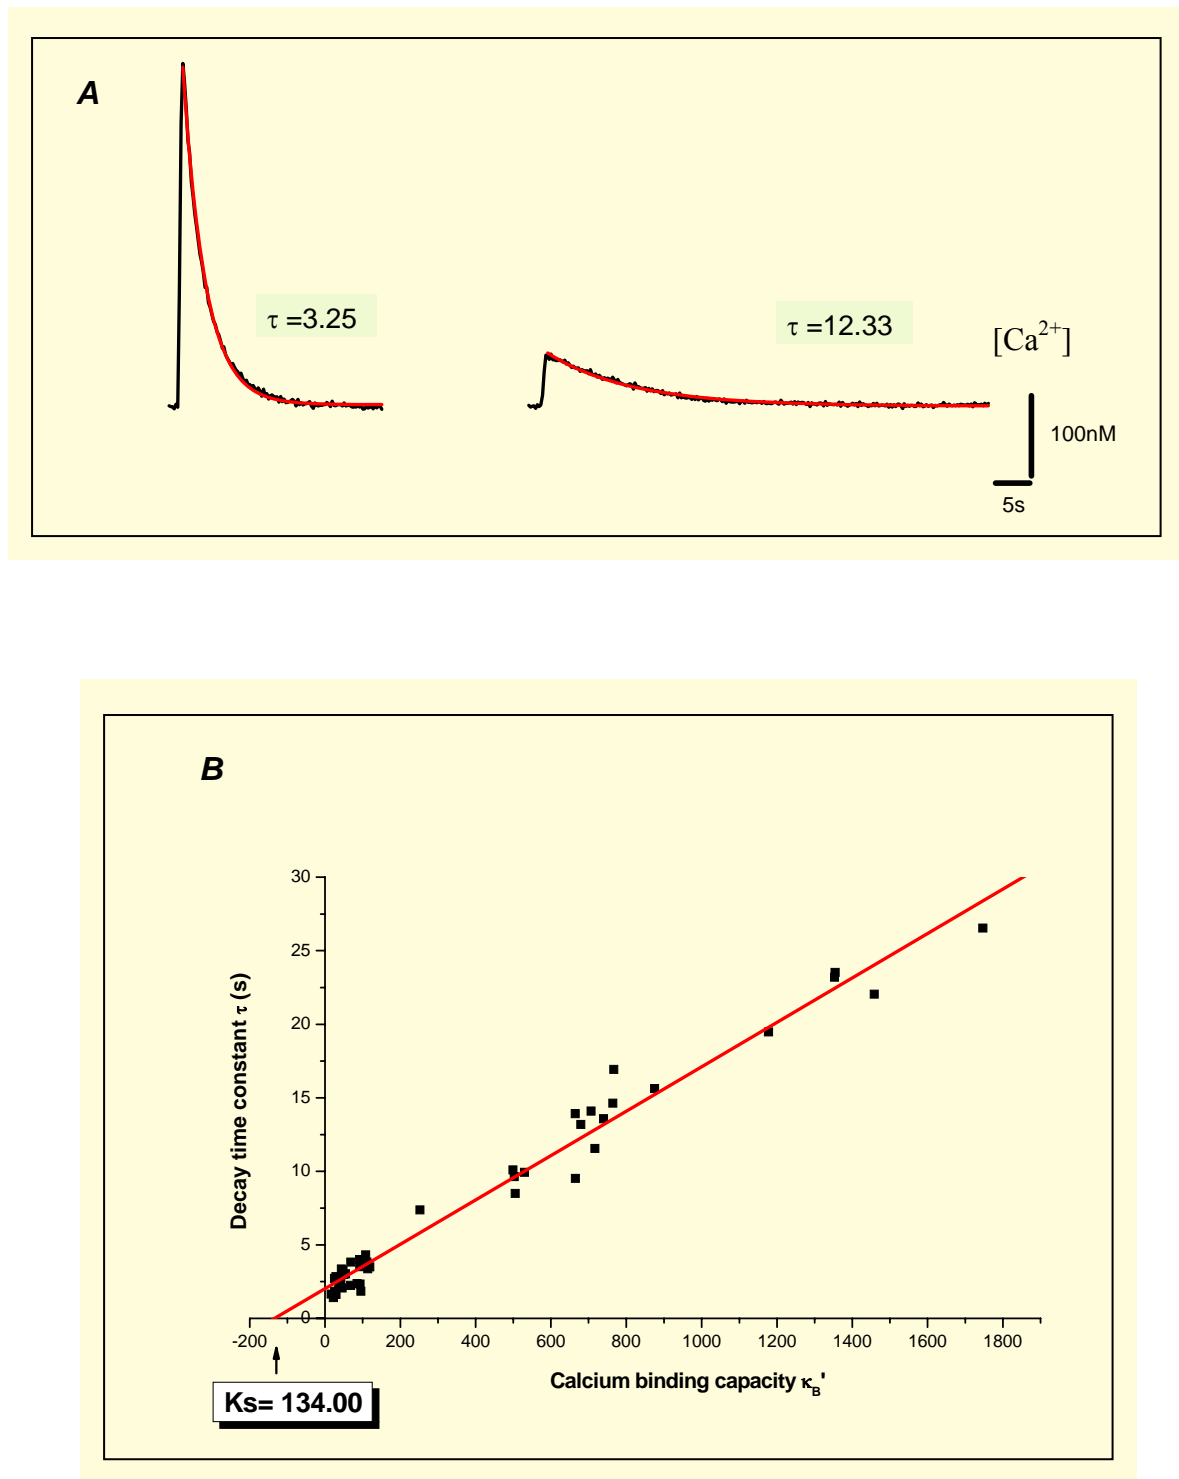 A
τ =3.25
τ =12.33
[Ca²⁺]
100nM
5s
B
30
25
20
15
10
5
0
Decay time constant τ (s)
-200 0 200 400 600 800 1000 1200 1400 1600 1800
Calcium binding capacity κ_B'
Ks= 134.00